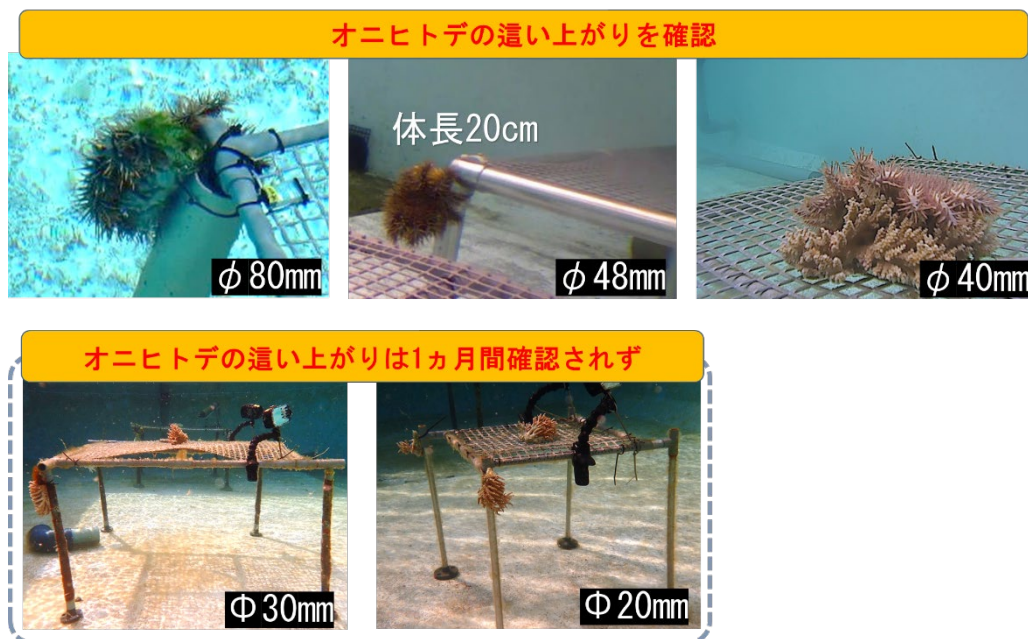 オニヒトデの這い上がりを確認
体長20cm
φ80mm
φ48mm
φ40mm
オニヒトデの這い上がりは1ヵ月間確認されず
Φ30mm
Φ20mm